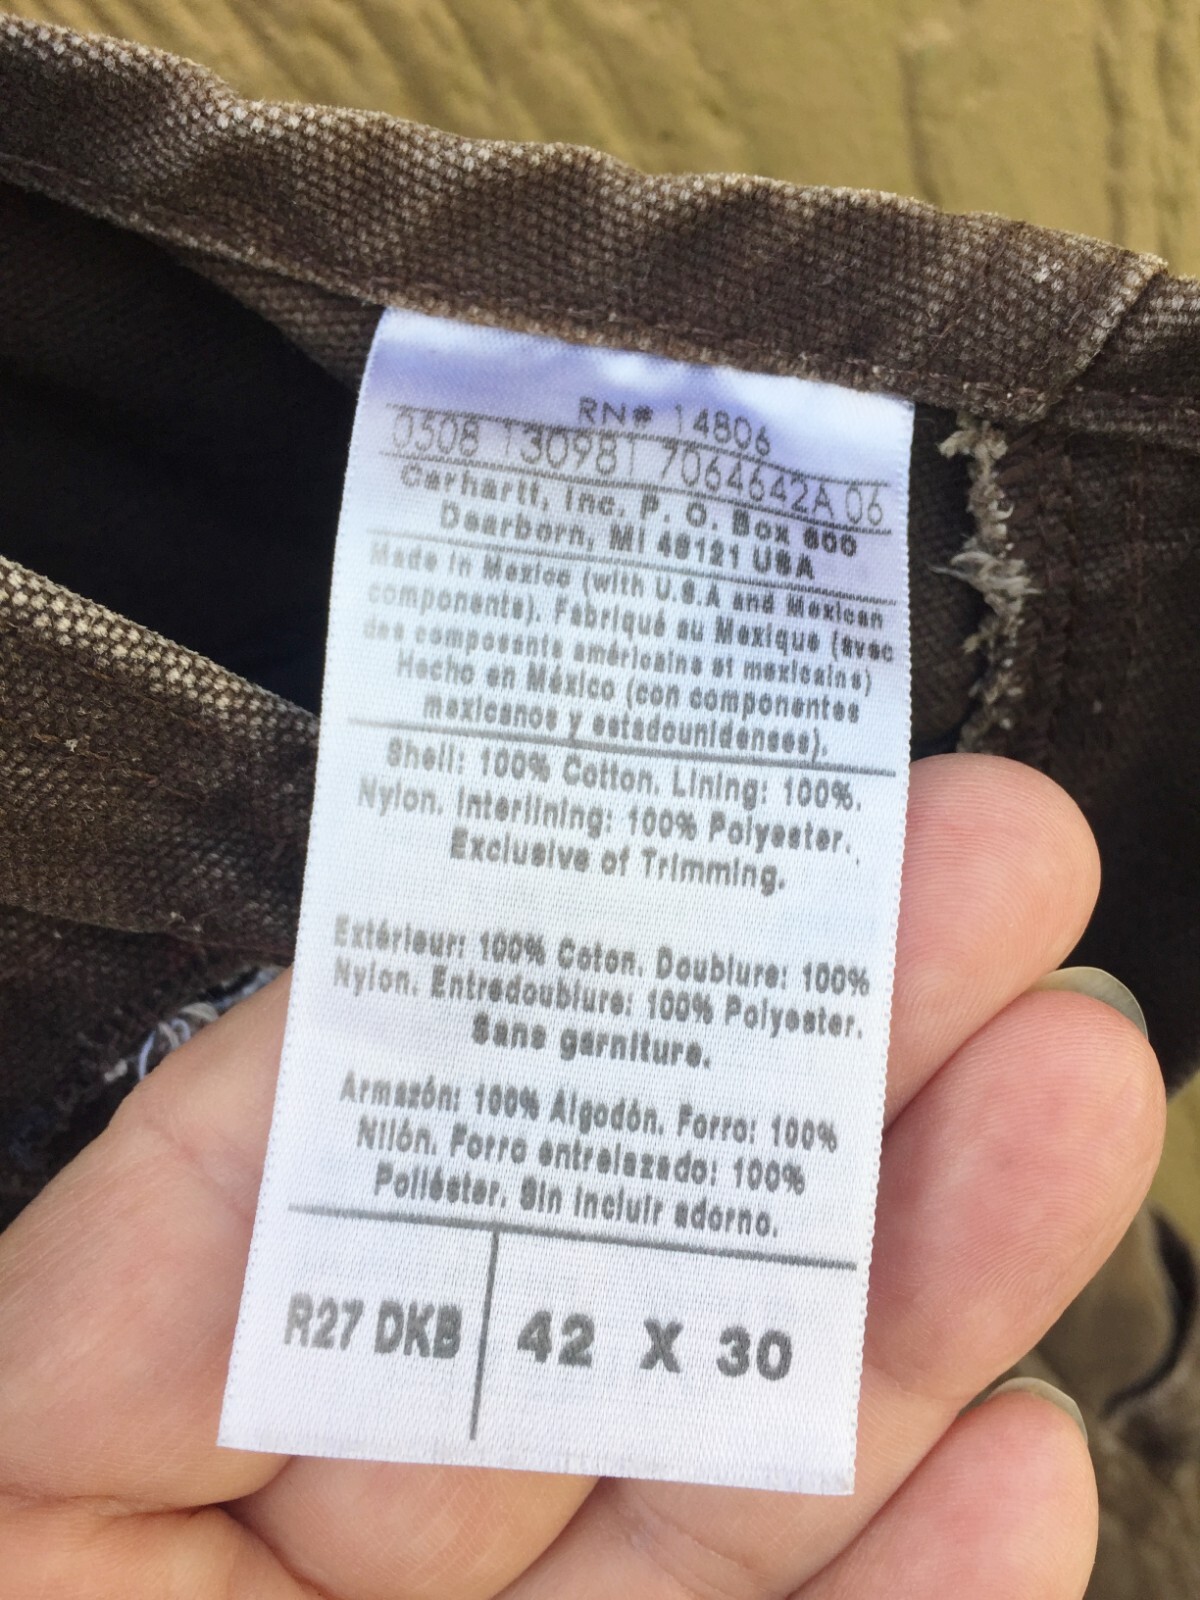 RN# 14806
0508 130981 7064642A 06
Carhartt, Inc. P. O. Box 600
Dearborn, MI 48121 USA
Made in Mexico (with U.S.A and Mexican
components). Fabriqué au Mexique (avec
des composants américains et mexicains)
Hecho en México (con componentes
mexicanos y estadounidenses).
Shell: 100% Cotton. Lining: 100%.
Nylon. Interlining: 100% Polyester..
Exclusive of Trimming.
Extérieur: 100% Coton. Doublure: 100%
Nylon. Entredoublure: 100% Polyester.
Sans garniture.
Armazón: 100% Algodón. Forro: 100%
Nilón. Forro entrelazado: 100%
Poliéster. Sin incluir adorno.
R27 DKB 42 X 30